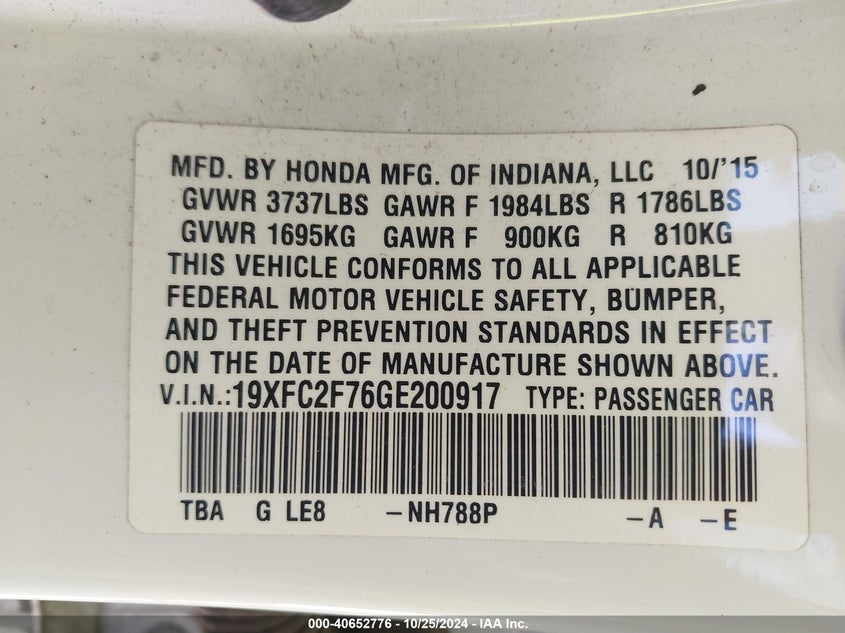 MFD. BY HONDA MFG. OF INDIANA, LLC 10/'15
GVWR 3737LBS GAWR F 1984LBS R 1786LBS
GVWR 1695KG GAWR F 900KG R 810KG
THIS VEHICLE CONFORMS TO ALL APPLICABLE
FEDERAL MOTOR VEHICLE SAFETY, BUMPER,
AND THEFT PREVENTION STANDARDS IN EFFECT
ON THE DATE OF MANUFACTURE SHOWN ABOVE.
V.I.N.:19XFC2F76GE200917 TYPE: PASSENGER CAR
TBA G LE8 -NH788P -A -E
000-40652776 - 10/25/2024 - IAA Inc.